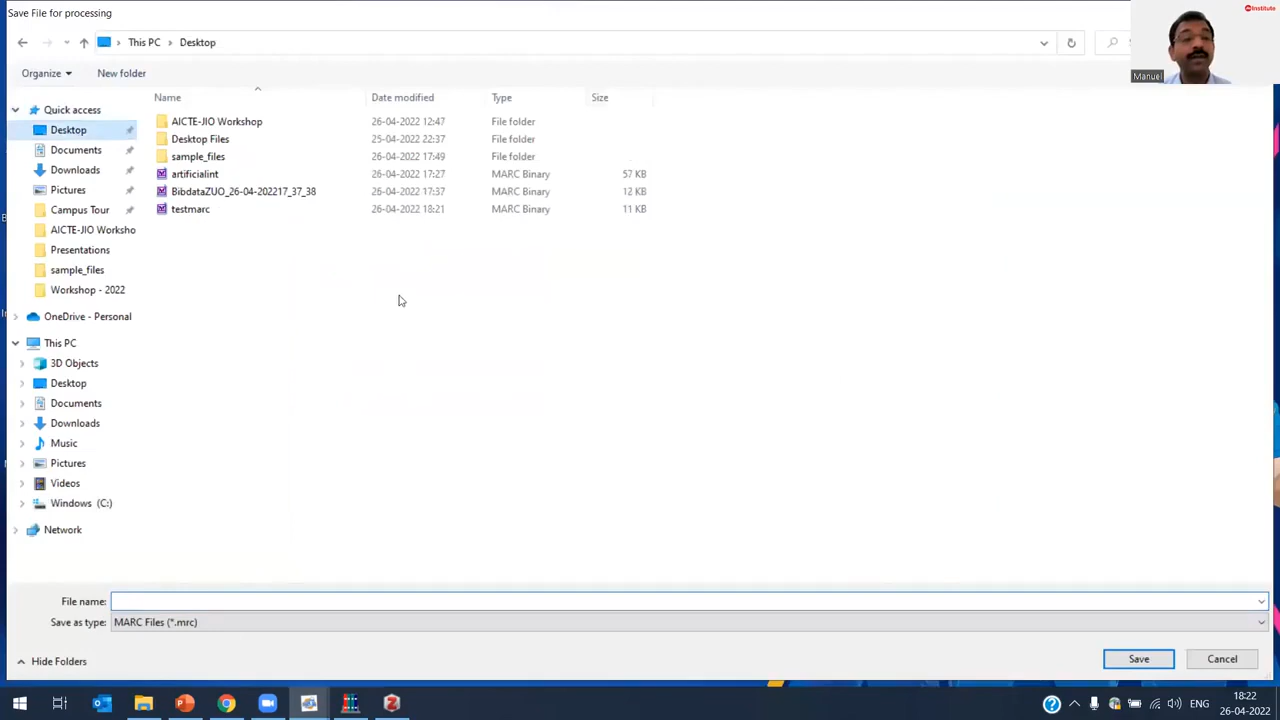 Save File for processing
This PC > Desktop
Organize
New folder
Name
Date modified
Type
Size
Quick access
Desktop
Documents
Downloads
Pictures
Campus Tour
AICTE-JIO Worksho
Presentations
sample_files
Workshop - 2022
OneDrive - Personal
This PC
3D Objects
Desktop
Documents
Downloads
Music
Pictures
Videos
Windows (C:)
Network
AICTE-JIO Workshop 26-04-2022 12:47 File folder
Desktop Files 25-04-2022 22:37 File folder
sample_files 26-04-2022 17:49 File folder
artificialint 26-04-2022 17:27 MARC Binary 57 KB
BibdataZUO_26-04-202217_37_38 26-04-2022 17:37 MARC Binary 12 KB
testmarc 26-04-2022 18:21 MARC Binary 11 KB
File name:
Save as type: MARC Files (*.mrc)
Hide Folders
Save
Cancel
Manuel
Institute
ENG
18:22
26-04-2022